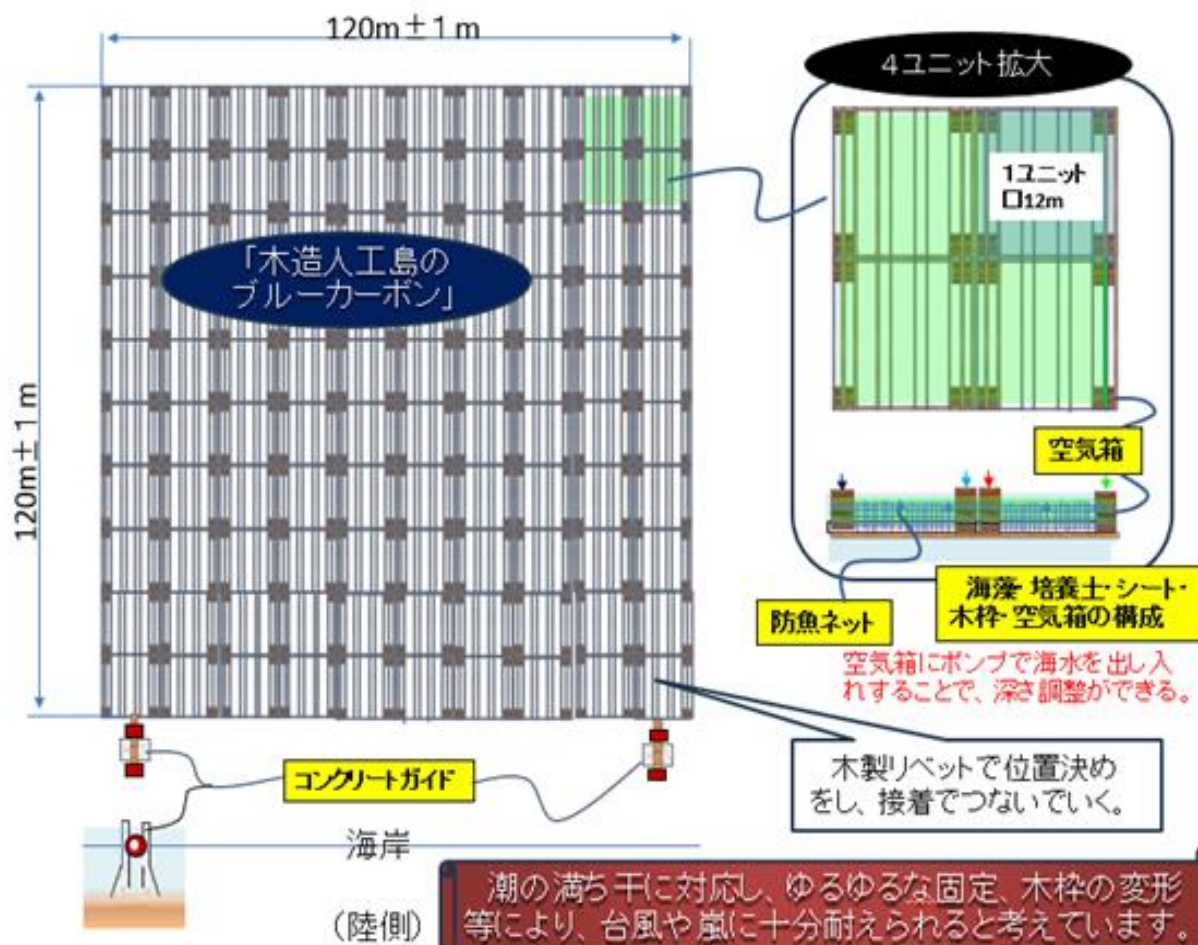 120m±1m
4ユニット拡大
1ユニット
□12m
「木造人工島の
ブルーカーボン」
120m±1m
空気箱
防魚ネット
海藻・培養土・シート・
木枠・空気箱の構成
空気箱にポンプで海水を出し入
れすることで、深さ調整ができる。
木製リベットで位置決め
をし、接着でつないでいく。
コンクリートガイド
海岸
(陸側)
潮の満ち干に対応し、ゆるゆるな固定、木枠の変形
等により、台風や嵐に十分耐えられると考えています。